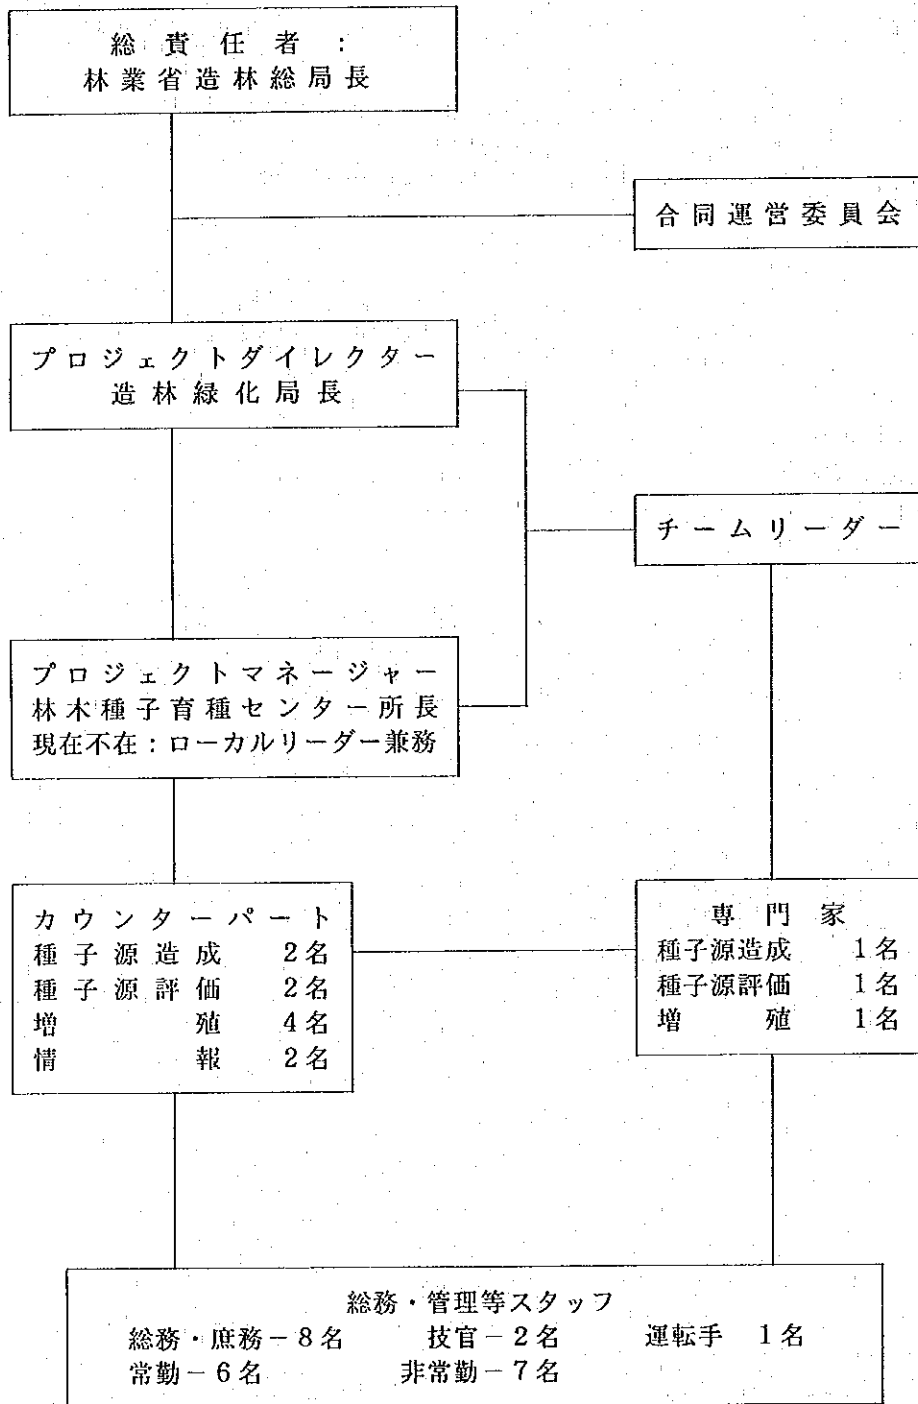 総責任者：
林業省造林総局長
合同運営委員会
プロジェクトダイレクター
造林緑化局長
チームリーダー
プロジェクトマネージャー
林木種子育種センター所長
現在不在：ローカルリーダー兼務
カウンターパート
種子源造成 2名
種子源評価 2名
増殖 4名
情報 2名
専門家
種子源造成 1名
種子源評価 1名
増殖 1名
総務・管理等スタッフ
総務・庶務－8名 技官－2名 運転手 1名
常勤－6名 非常勤－7名